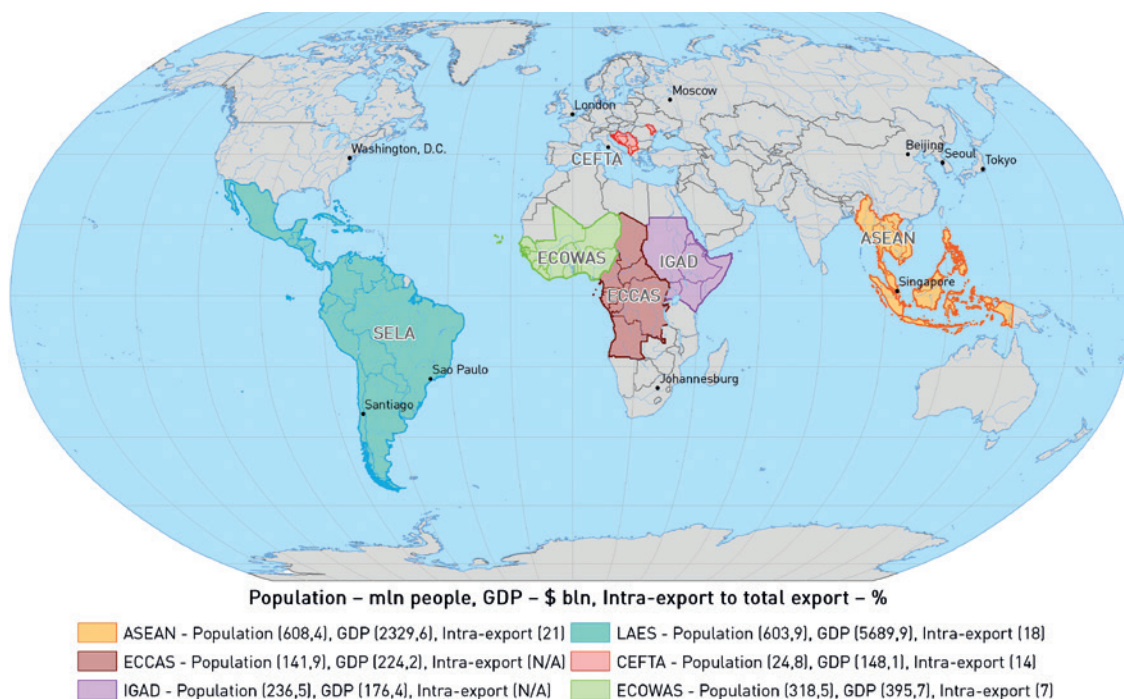 Moscow
London
Washington, D.C.
CEFTA
Beijing
Seoul
Tokyo
ECOWAS
IGAD
ASEAN
ECCAS
Singapore
SELA
Sao Paulo
Johannesburg
Santiago
Population – mln people, GDP – $ bln, Intra-export to total export – %
ASEAN - Population (608,4), GDP (2329,6), Intra-export (21)
LAES - Population (603,9), GDP (5689,9), Intra-export (18)
ECCAS - Population (141,9), GDP (224,2), Intra-export (N/A)
CEFTA - Population (24,8), GDP (148,1), Intra-export (14)
IGAD - Population (236,5), GDP (176,4), Intra-export (N/A)
ECOWAS - Population (318,5), GDP (395,7), Intra-export (7)